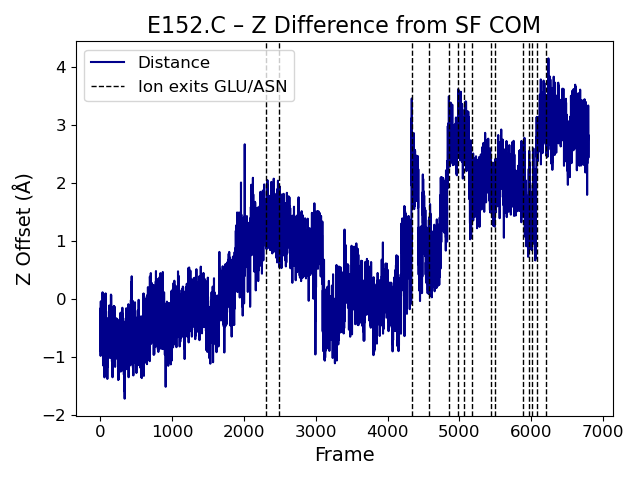 E152.C – Z Difference from SF COM
Distance
Ion exits GLU/ASN
Z Offset (Å)
4
3
2
1
0
−1
−2
0 1000 2000 3000 4000 5000 6000 7000
Frame